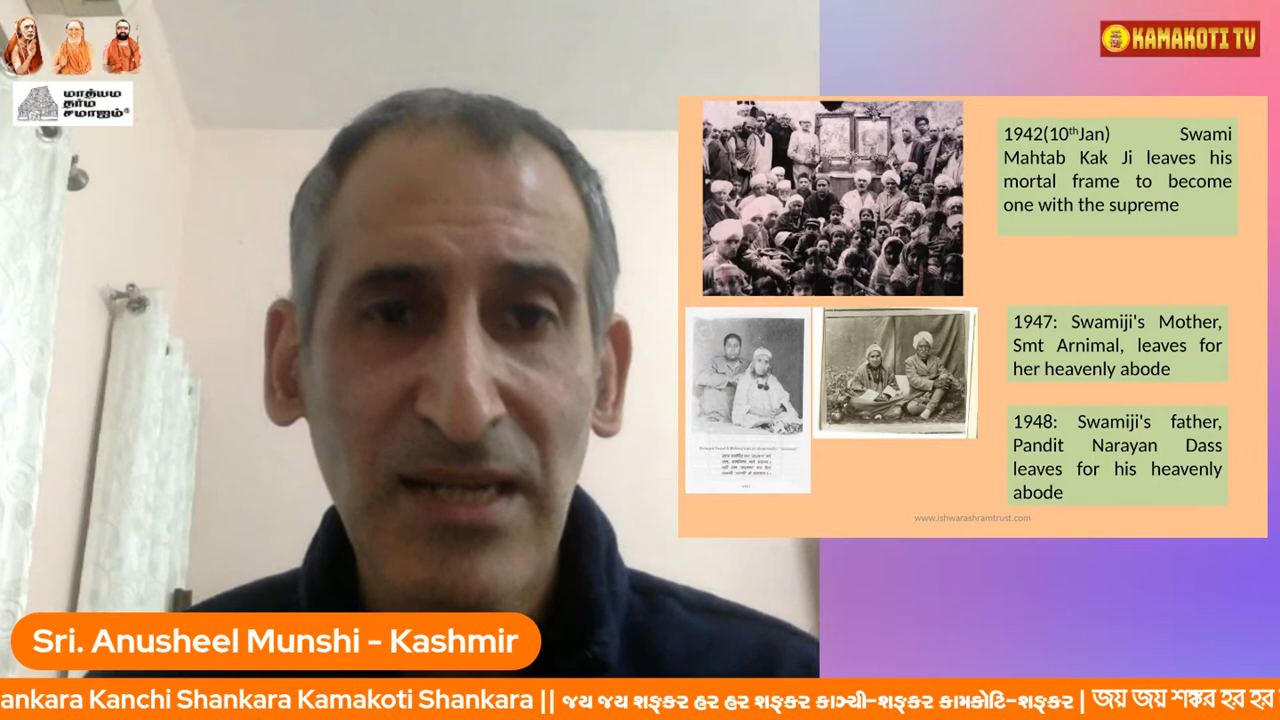 KAMAKOTI TV
மாத்யம
தர்ம
சமாஜம்®
1942(10thJan) Swami
Mahtab Kak Ji leaves his
mortal frame to become
one with the supreme
1947: Swamiji's Mother,
Smt Arnimal, leaves for
her heavenly abode
1948: Swamiji's father,
Pandit Narayan Dass
leaves for his heavenly
abode
www.ishwarashramtrust.com
Sri. Anusheel Munshi - Kashmir
ankara Kanchi Shankara Kamakoti Shankara || જય જય શઙ્કર હર હર શઙ્કર કાઞ્ચી-શઙ્કર કામકોટિ-શઙ્કર | জয় জয় শঙ্কর হর হর